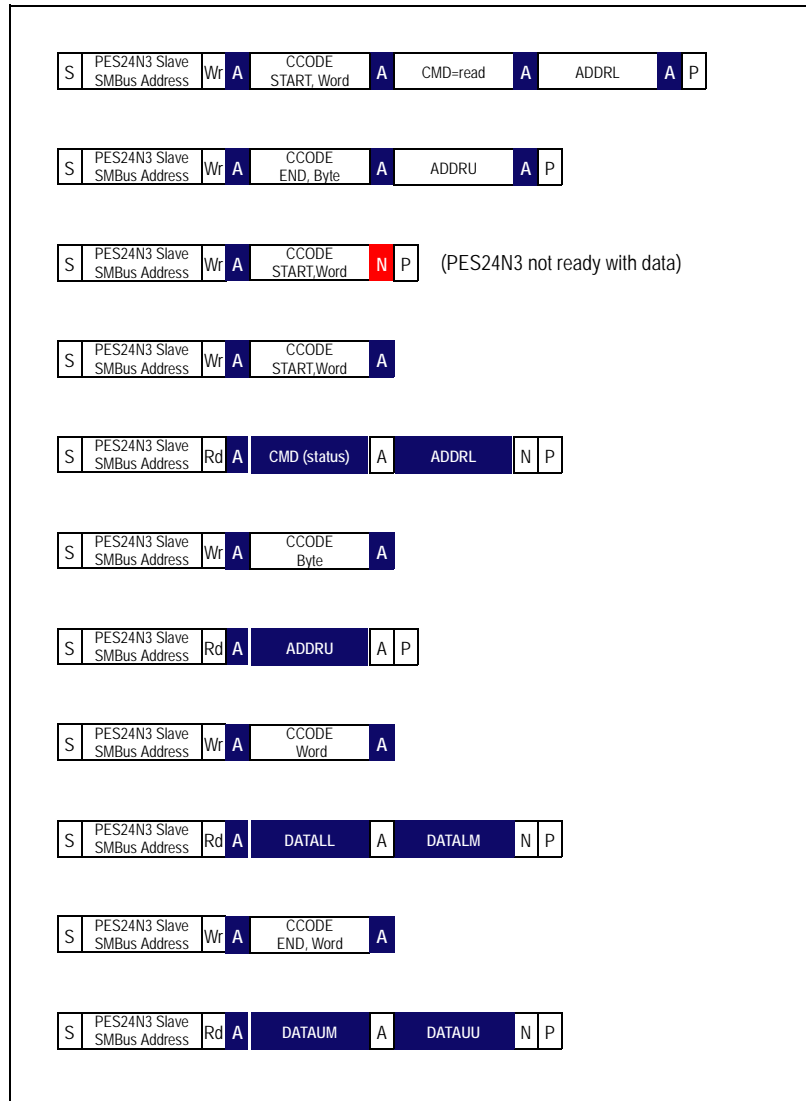 S PES24N3 Slave SMBus Address Wr A CCODE START, Word A CMD=read A ADDRL A P
S PES24N3 Slave SMBus Address Wr A CCODE END, Byte A ADDRU A P
S PES24N3 Slave SMBus Address Wr A CCODE START,Word N P (PES24N3 not ready with data)
S PES24N3 Slave SMBus Address Wr A CCODE START,Word A
S PES24N3 Slave SMBus Address Rd A CMD (status) A ADDRL N P
S PES24N3 Slave SMBus Address Wr A CCODE Byte A
S PES24N3 Slave SMBus Address Rd A ADDRU A P
S PES24N3 Slave SMBus Address Wr A CCODE Word A
S PES24N3 Slave SMBus Address Rd A DATALL A DATALM N P
S PES24N3 Slave SMBus Address Wr A CCODE END, Word A
S PES24N3 Slave SMBus Address Rd A DATAUM A DATAUU N P